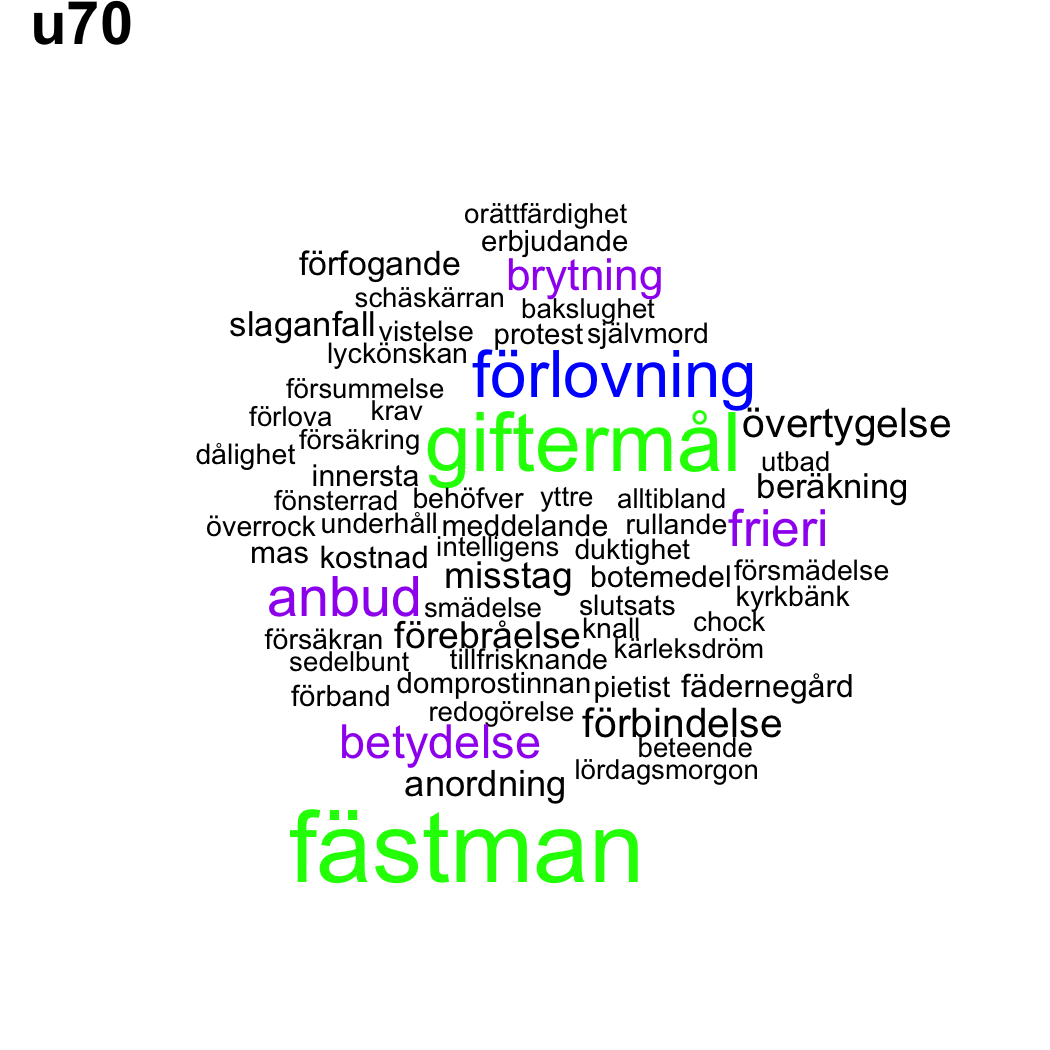 u70
orättfärdighet
erbjudande
förfogande brytning
schäskärran bakslughet
slaganfall vistelse protest självmord
lyckönskan förlovning
försummelse
förlova krav giftermål övertygelse
försäkring
dålighet innersta utbad
beräkning
fönsterrad behöfver yttre alltibland
överrock underhåll meddelande rullande frieri
mas kostnad intelligens duktighet
misstag botemedel försmädelse
anbud smädelse slutsats kyrkbänk
försäkran förebråelse knall chock
sedelbunt tillfrisknande kärleksdröm
förband domprostinnan pietist fädernegård
redogörelse förbindelse
betydelse beteende
anordning lördagsmorgon
fästman